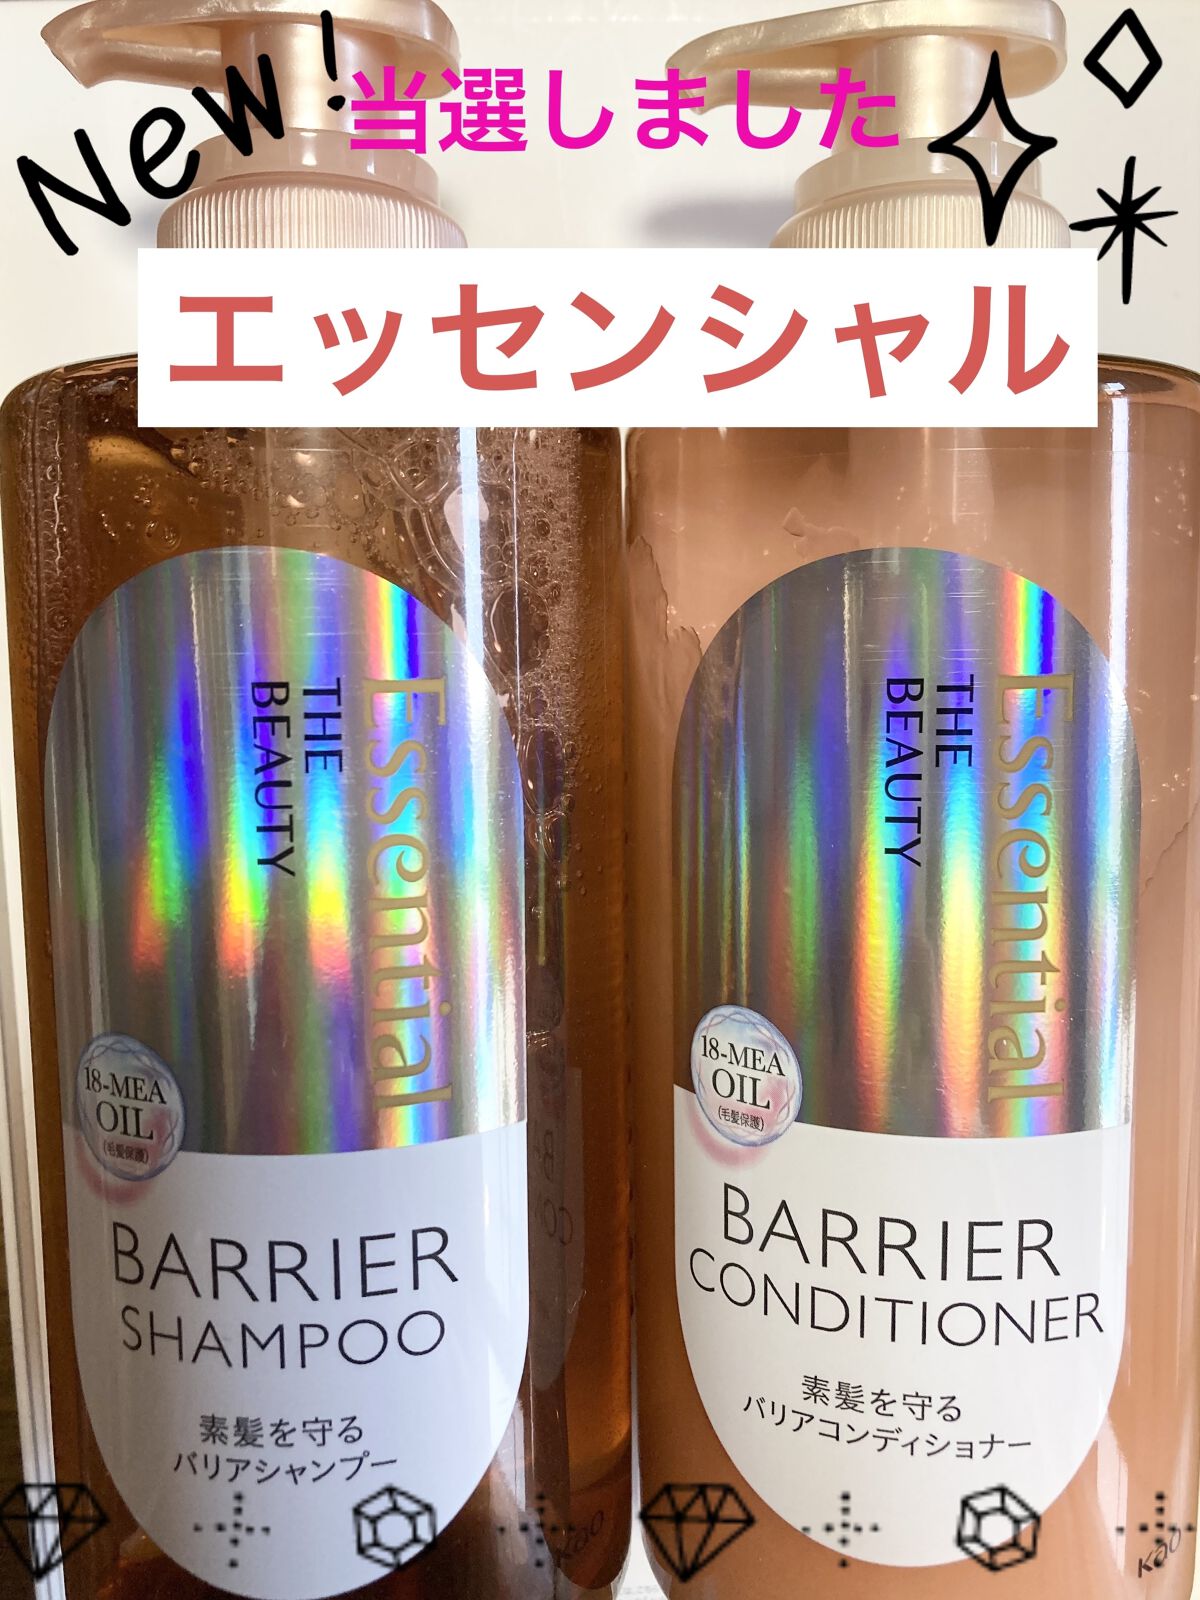 New!
当選しました
エッセンシャル
Essential
THE
BEAUTY
18-MEA
OIL
(毛髪保護)
BARRIER
SHAMPOO
素髪を守る
バリアシャンプー
Kao
Essential
THE
BEAUTY
18-MEA
OIL
(毛髪保護)
BARRIER
CONDITIONER
素髪を守る
バリアコンディショナー
Kao